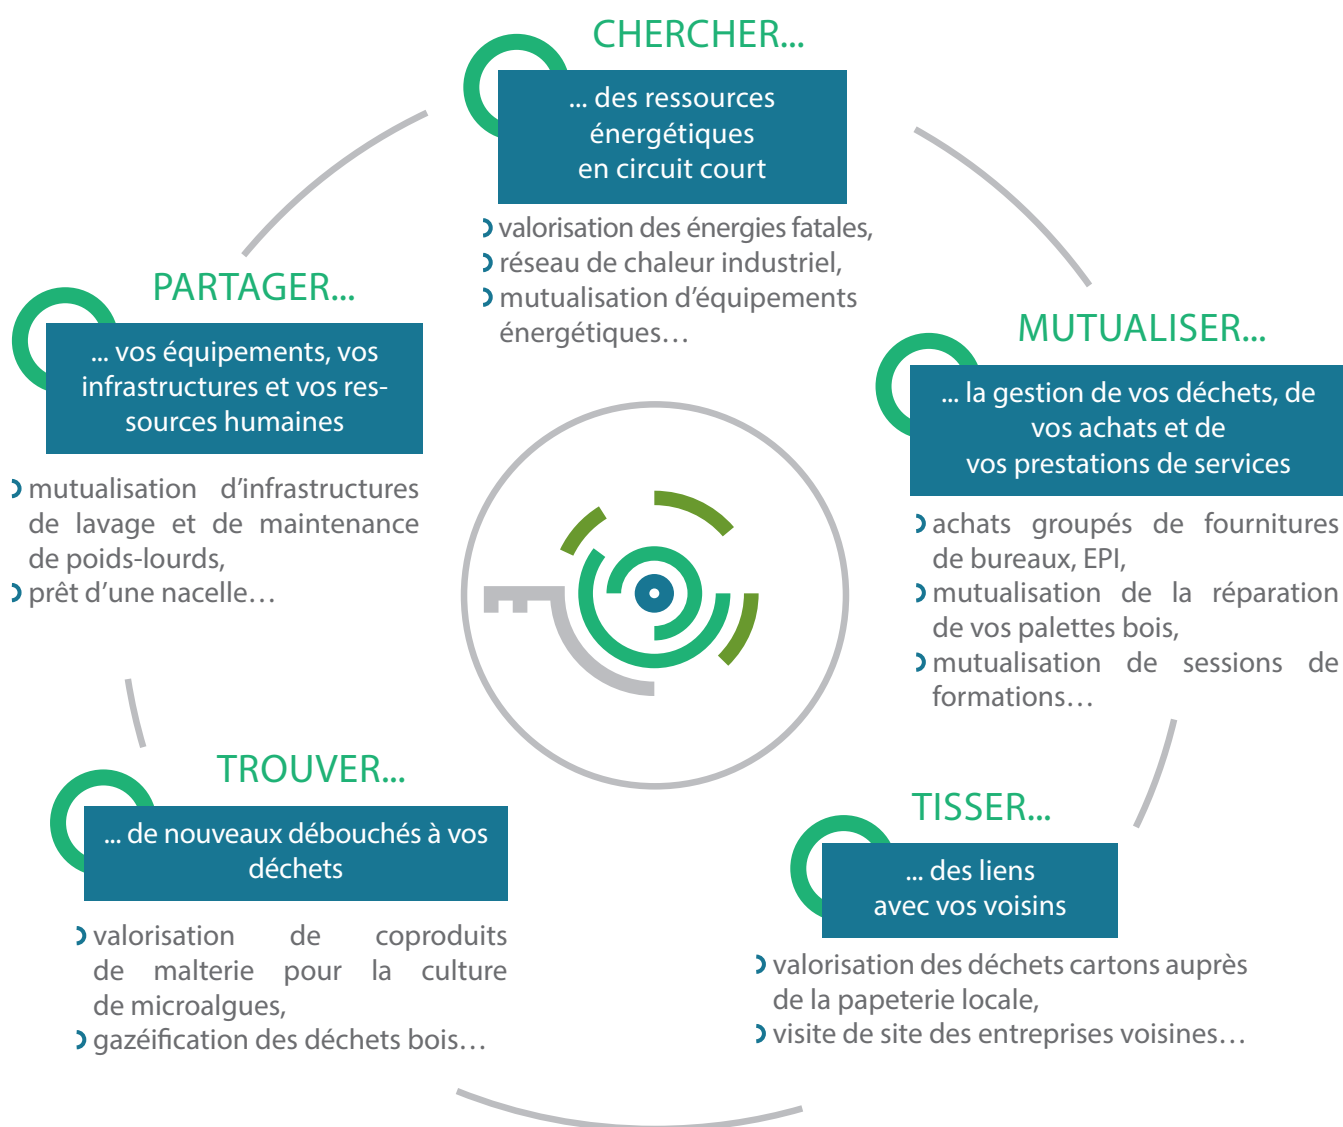 CHERCHER...
... des ressources
énergétiques
en circuit court
valorisation des énergies fatales,
réseau de chaleur industriel,
mutualisation d’équipements
énergétiques…
PARTAGER...
... vos équipements, vos
infrastructures et vos res-
sources humaines
mutualisation d’infrastructures
de lavage et de maintenance
de poids-lourds,
prêt d’une nacelle…
MUTUALISER...
... la gestion de vos déchets, de
vos achats et de
vos prestations de services
achats groupés de fournitures
de bureaux, EPI,
mutualisation de la réparation
de vos palettes bois,
mutualisation de sessions de
formations…
TROUVER...
... de nouveaux débouchés à vos
déchets
valorisation de coproduits
de malterie pour la culture
de microalgues,
gazéification des déchets bois…
TISSER...
... des liens
avec vos voisins
valorisation des déchets cartons auprès
de la papeterie locale,
visite de site des entreprises voisines…